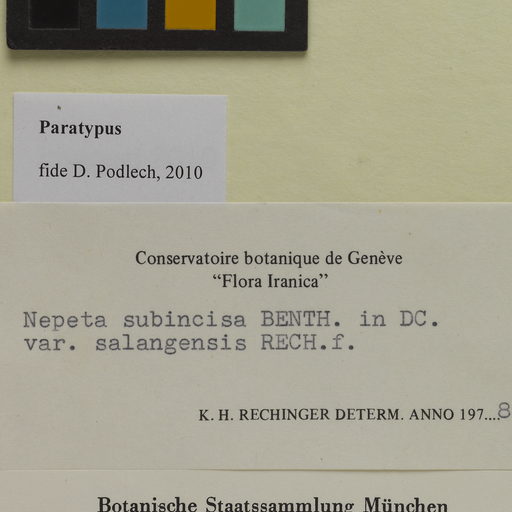 Paratypus
fide D. Podlech, 2010
Conservatoire botanique de Genève
“Flora Iranica”
Nepeta subincisa BENTH. in DC.
var. salangensis RECH.f.
K. H. RECHINGER DETERM. ANNO 197....8
Botanische Staatssammlung München